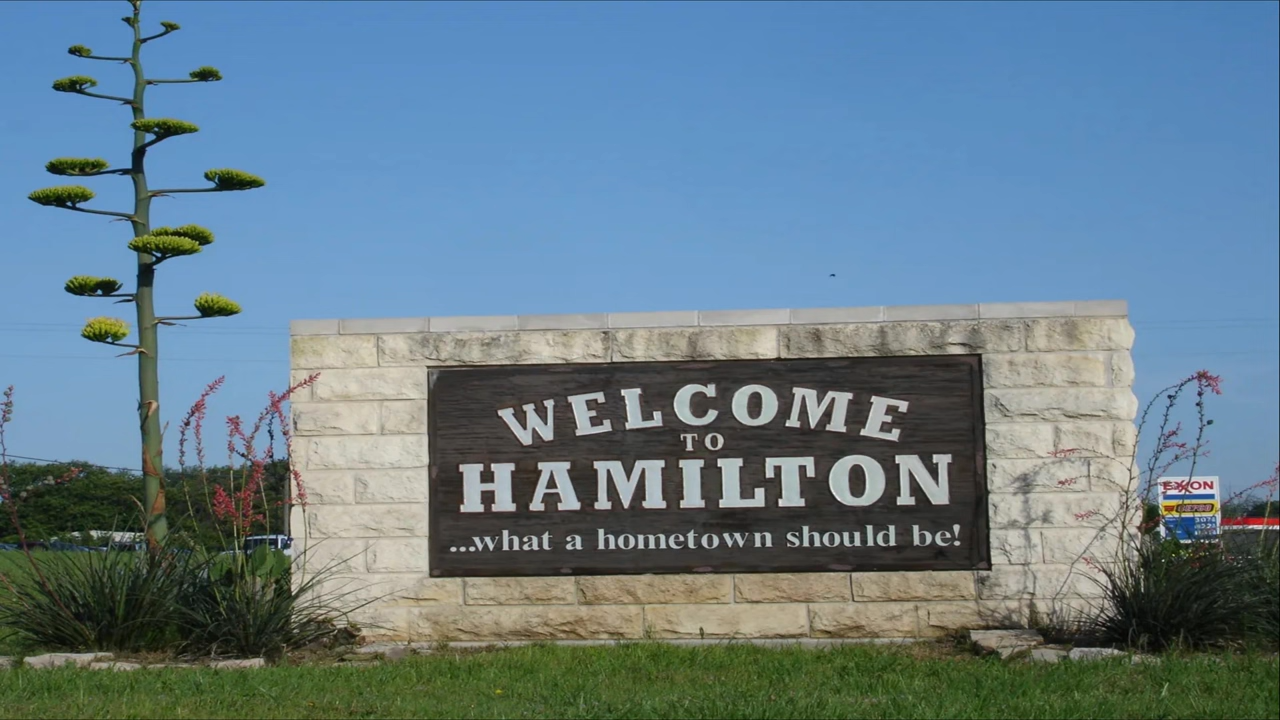 WELCOME
TO
HAMILTON
...what a hometown should be!
EXXON